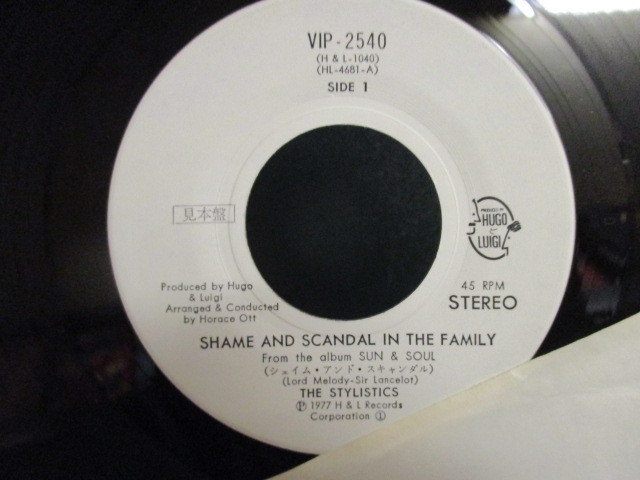 VIP-2540
(H & L-1040)
(HL-4681-A)
SIDE 1
見本盤
PRODUCED BY
HUGO
&
LUIGI
Produced by Hugo
& Luigi
Arranged & Conducted
by Horace Ott
45 RPM
STEREO
SHAME AND SCANDAL IN THE FAMILY
From the album SUN & SOUL
(シェイム・アンド・スキャンダル)
(Lord Melody-Sir Lancelot)
THE STYLISTICS
Ⓟ 1977 H & L Records
Corporation Ⓙ